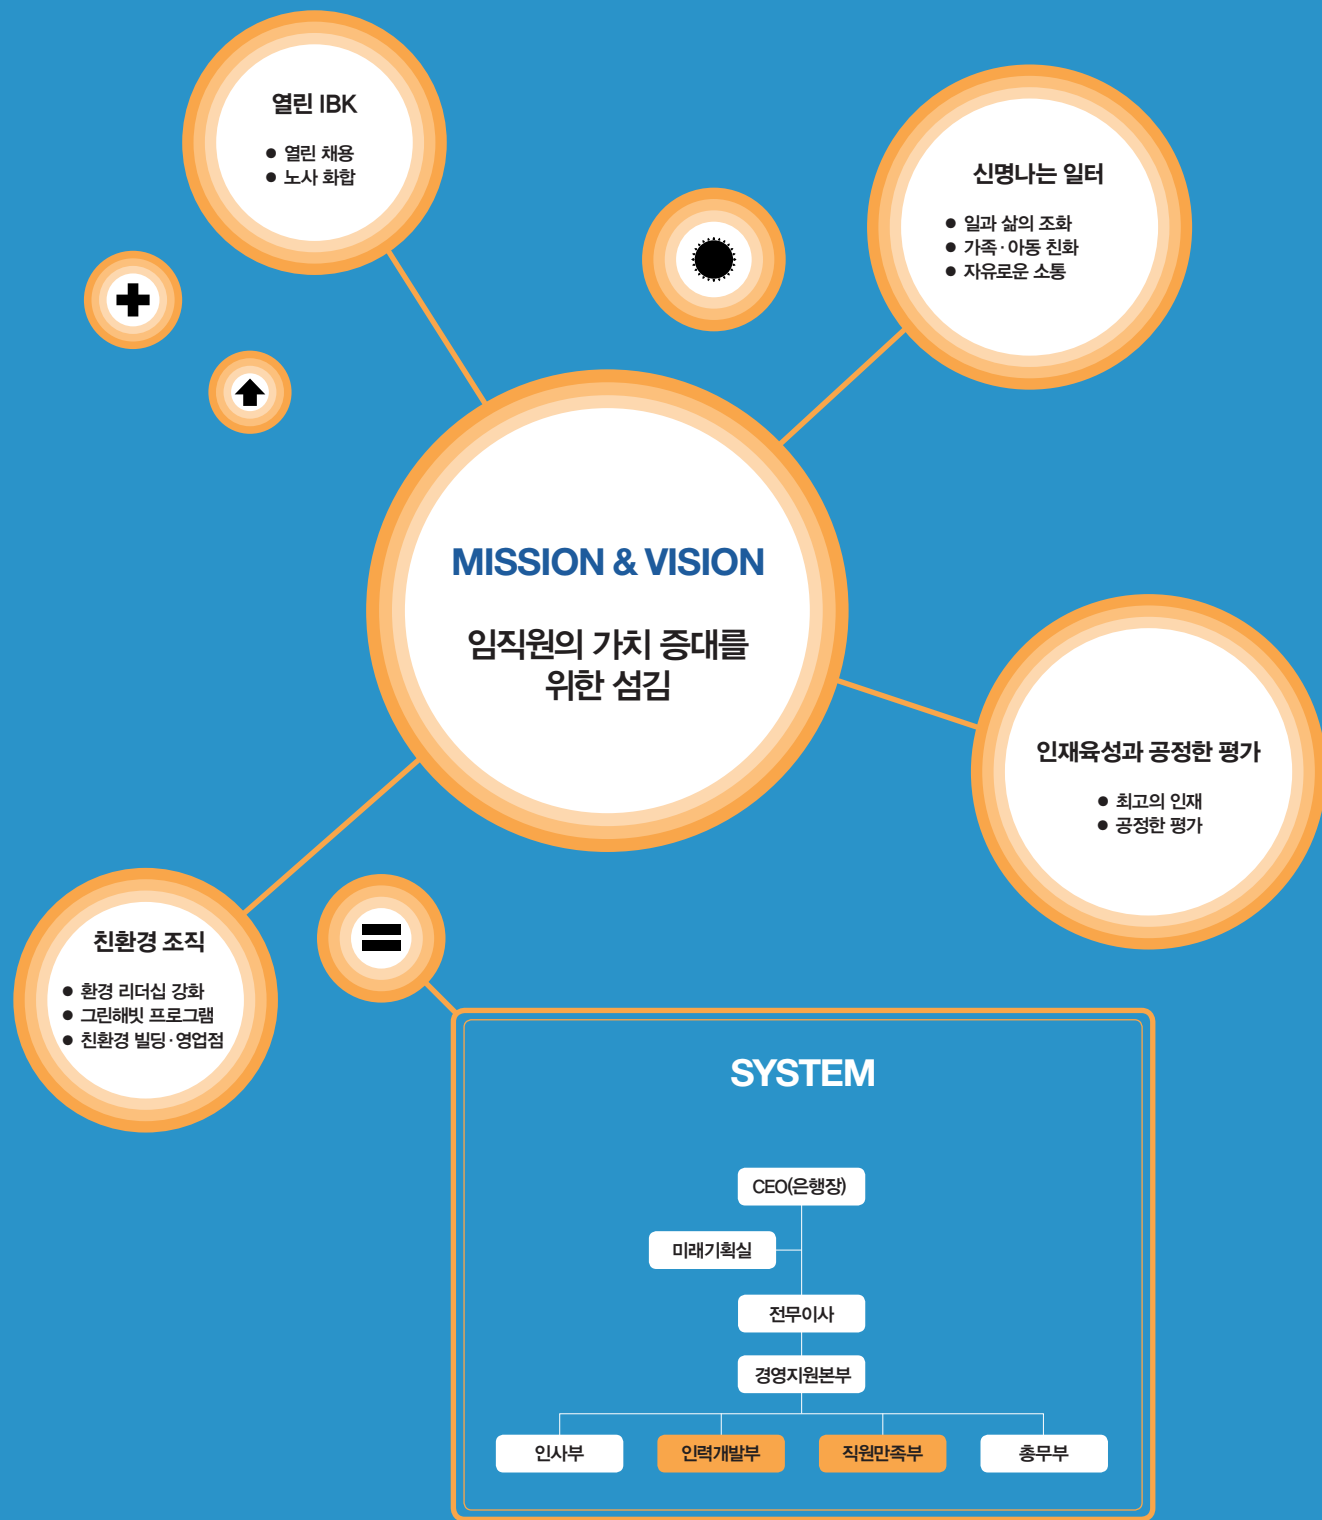 열린 IBK
● 열린 채용
● 노사 화합
신명나는 일터
● 일과 삶의 조화
● 가족·아동 친화
● 자유로운 소통
MISSION & VISION
임직원의 가치 증대를
위한 섬김
인재육성과 공정한 평가
● 최고의 인재
● 공정한 평가
친환경 조직
● 환경 리더십 강화
● 그린해빗 프로그램
● 친환경 빌딩·영업점
SYSTEM
CEO(은행장)
미래기획실
전무이사
경영지원본부
인사부
인력개발부
직원만족부
총무부